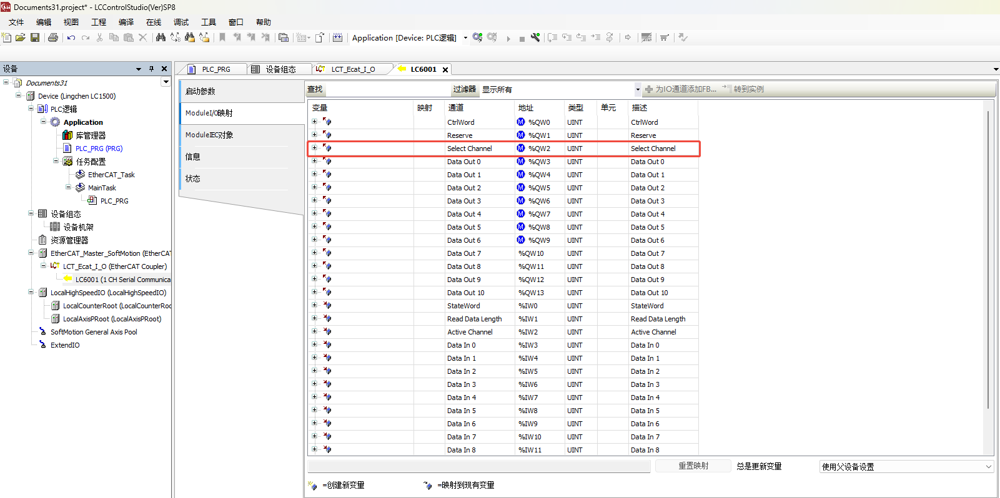 Documents31.project* - LCControlStudio(Ver)SP8
文件 编辑 视图 工程 编译 在线 调试 工具 窗口 帮助
Application [Device: PLC逻辑]
设备
Documents31
Device (Lingchen LC1500)
PLC逻辑
Application
库管理器
PLC_PRG (PRG)
任务配置
EtherCAT_Task
MainTask
PLC_PRG
设备组态
设备机架
资源管理器
EtherCAT_Master_SoftMotion (EtherCAT
LCT_Ecat_I_O (EtherCAT Coupler)
LC6001 (1 CH Serial Communica
LocalHighSpeedIO (LocalHighSpeedIO)
LocalCounterRoot (LocalCounterRoo
LocalAxisPRoot (LocalAxisPRoot)
SoftMotion General Axis Pool
ExtendIO
PLC_PRG 设备组态 LCT_Ecat_I_O LC6001
启动参数
ModuleI/O映射
ModuleIEC对象
信息
状态
查找 过滤器 显示所有 为IO通道添加FB... 转到实例
变量 映射 通道 地址 类型 单元 描述
CtrlWord %QW0 UINT CtrlWord
Reserve %QW1 UINT Reserve
Select Channel %QW2 UINT Select Channel
Data Out 0 %QW3 UINT Data Out 0
Data Out 1 %QW4 UINT Data Out 1
Data Out 2 %QW5 UINT Data Out 2
Data Out 3 %QW6 UINT Data Out 3
Data Out 4 %QW7 UINT Data Out 4
Data Out 5 %QW8 UINT Data Out 5
Data Out 6 %QW9 UINT Data Out 6
Data Out 7 %QW10 UINT Data Out 7
Data Out 8 %QW11 UINT Data Out 8
Data Out 9 %QW12 UINT Data Out 9
Data Out 10 %QW13 UINT Data Out 10
StateWord %IW0 UINT StateWord
Read Data Length %IW1 UINT Read Data Length
Active Channel %IW2 UINT Active Channel
Data In 0 %IW3 UINT Data In 0
Data In 1 %IW4 UINT Data In 1
Data In 2 %IW5 UINT Data In 2
Data In 3 %IW6 UINT Data In 3
Data In 4 %IW7 UINT Data In 4
Data In 5 %IW8 UINT Data In 5
Data In 6 %IW9 UINT Data In 6
Data In 7 %IW10 UINT Data In 7
Data In 8 %IW11 UINT Data In 8
重置映射 总是更新变量 使用父设备设置
=创建新变量 =映射到现有变量